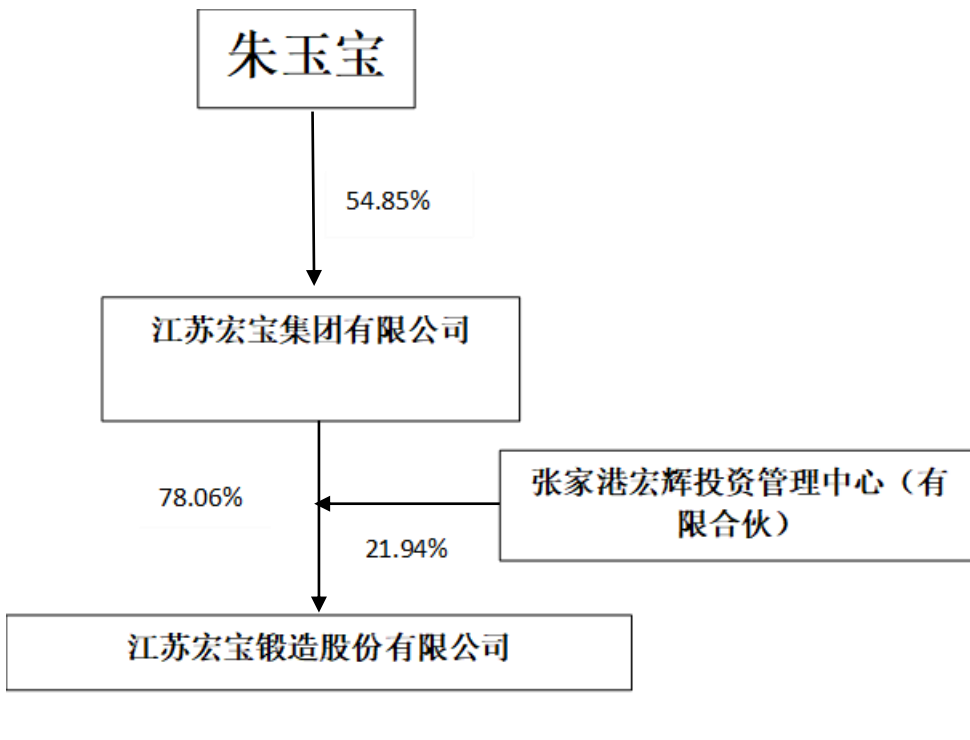 朱玉宝
54.85%
江苏宏宝集团有限公司
78.06%
张家港宏辉投资管理中心（有
限合伙）
21.94%
江苏宏宝锻造股份有限公司